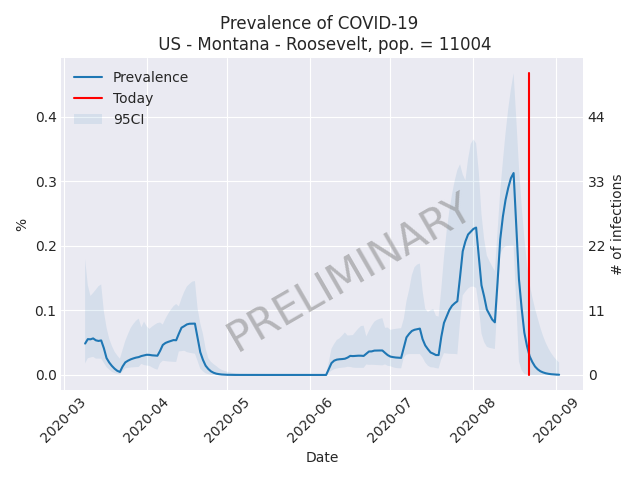 Prevalence of COVID-19
US - Montana - Roosevelt, pop. = 11004
Prevalence
Today
95CI
0.4
0.3
0.2
0.1
0.0
%
44
33
22
11
0
# of infections
PRELIMINARY
2020-03
2020-04
2020-05
2020-06
2020-07
2020-08
2020-09
Date